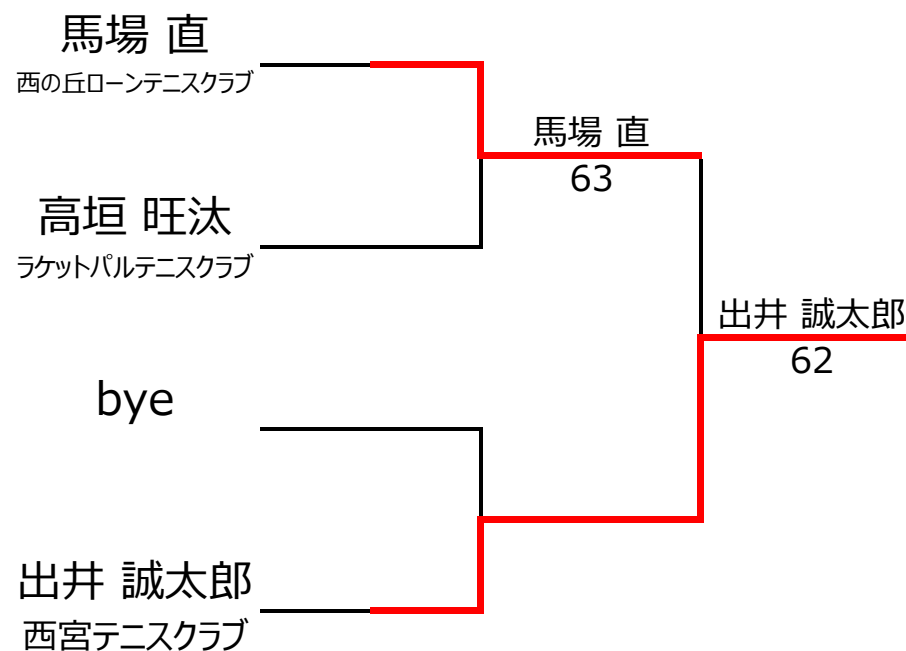 馬場 直
西の丘ローンテニスクラブ
馬場 直
63
高垣 旺汰
ラケットパルテニスクラブ
出井 誠太郎
62
bye
出井 誠太郎
西宮テニスクラブ